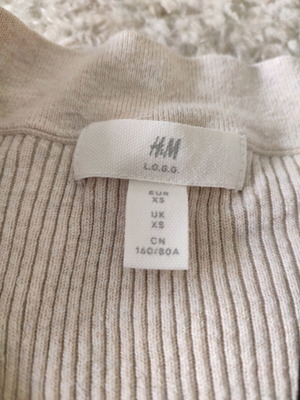 H&M
L.O.G.G.
EUR
XS
UK
XS
CN
160/80A